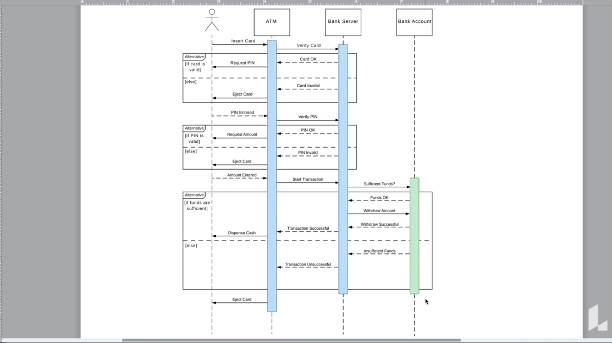 ATM
Bank Server
Bank Account
Insert Card
Verify Card
Alternative
[if card is
valid]
Card OK
Request PIN
[else]
Card Invalid
Eject Card
PIN Entered
Verify PIN
Alternative
[if PIN is
valid]
PIN OK
Request Amount
[else]
PIN Invalid
Eject Card
Amount Entered
Start Transaction
Sufficient Funds?
Alternative
[if funds are
sufficient]
Funds OK
Withdraw Amount
Withdraw Successful
Transaction Successful
Dispense Cash
[else]
Insufficient Funds
Transaction Unsuccessful
Eject Card